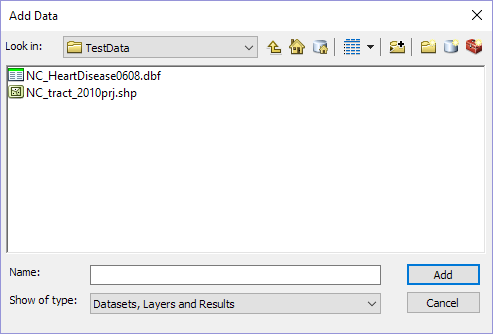 Add Data
Look in: TestData
NC_HeartDisease0608.dbf
NC_tract_2010prj.shp
Name: Add
Show of type: Datasets, Layers and Results Cancel